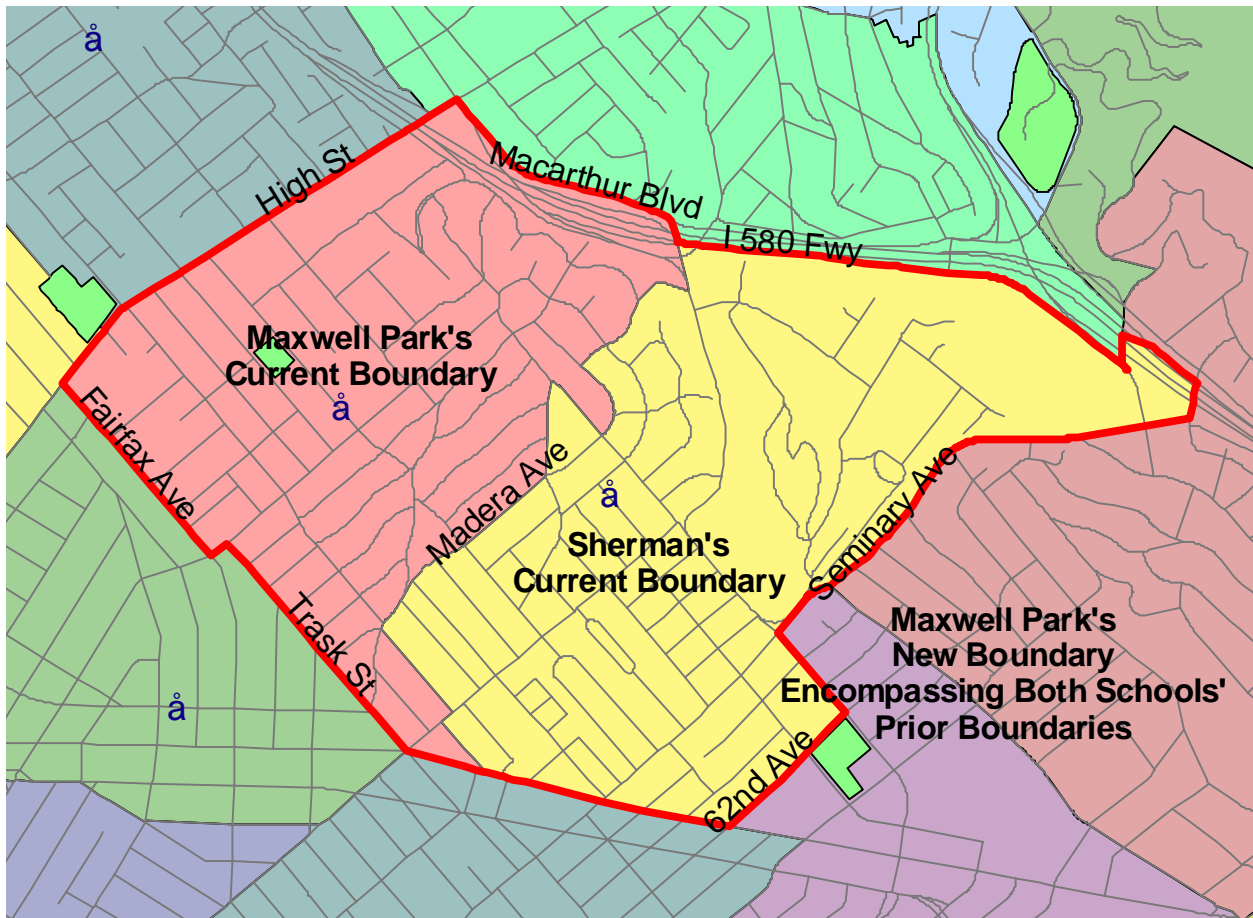 å
High St
Macarthur Blvd
I 580 Fwy
Maxwell Park's
Current Boundary
å
Fairfax Ave
Madera Ave
å
Sherman's
Current Boundary
Seminary Ave
Trask St
å
Maxwell Park's
New Boundary
Encompassing Both Schools'
Prior Boundaries
62nd Ave